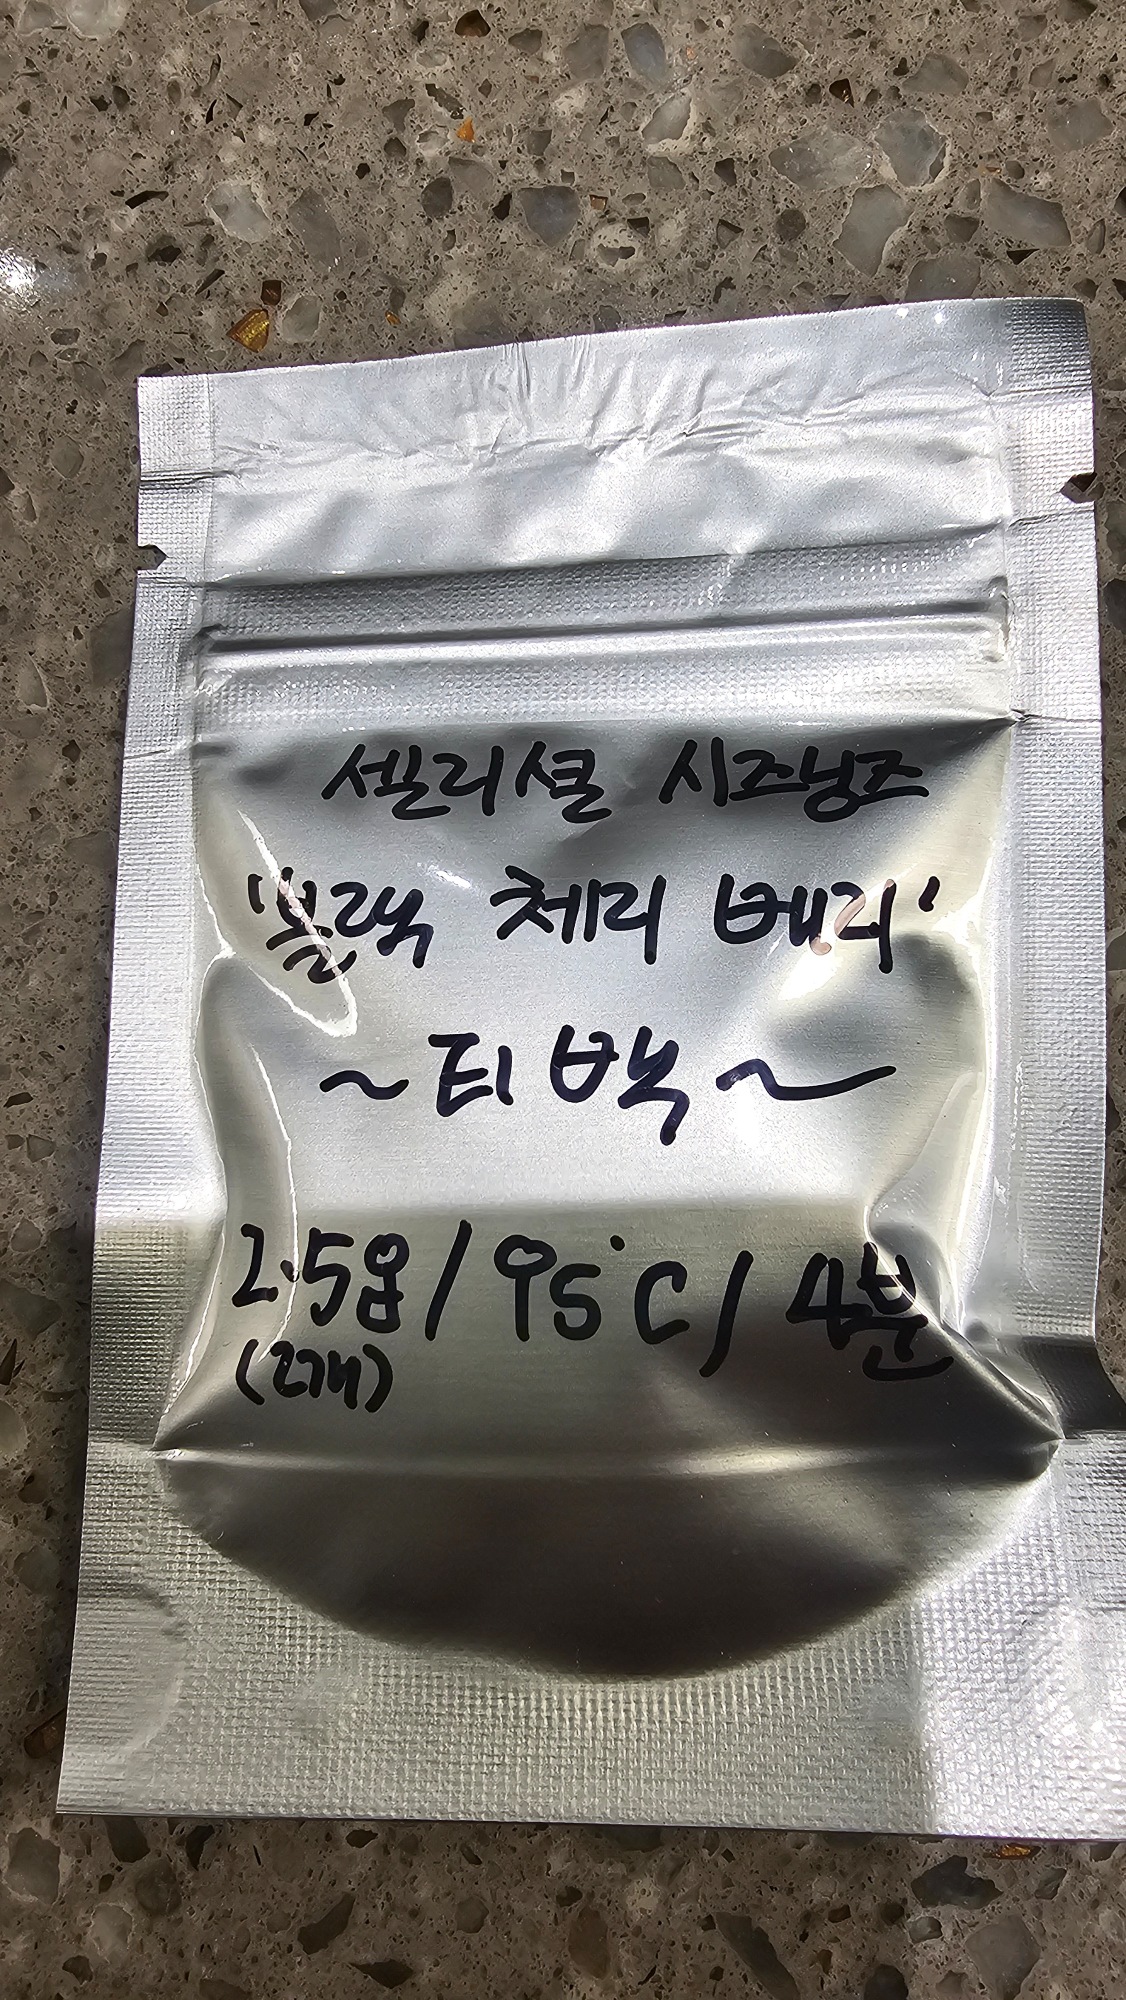 셀리셜 시즈닝즈
'블랙 체리 베리'
~티백~
2.5g/95°C/4분
(2개)